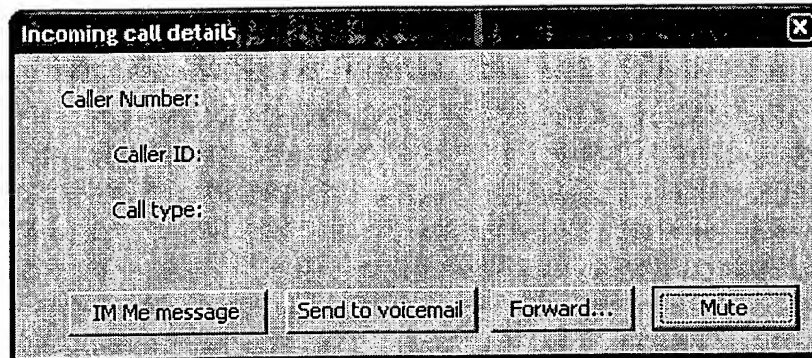 Incoming call details
Caller Number:
Caller ID:
Call type:
IM Me message Send to voicemail Forward... Mute